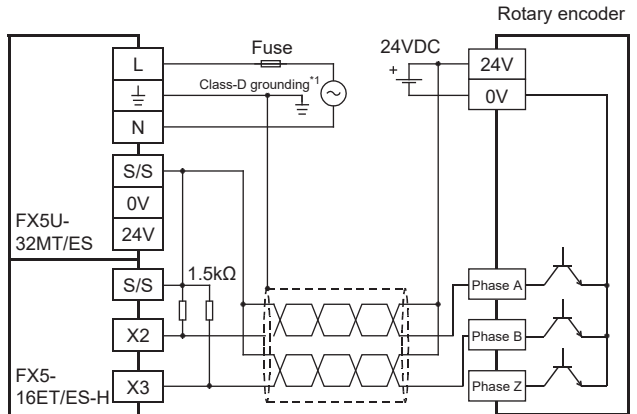 Rotary encoder
Fuse
24VDC
L
24V
+
Class-D grounding*1
0V
N
S/S
0V
FX5U-
32MT/ES
24V
1.5kΩ
S/S
Phase A
X2
Phase B
FX5-
16ET/ES-H
X3
Phase Z